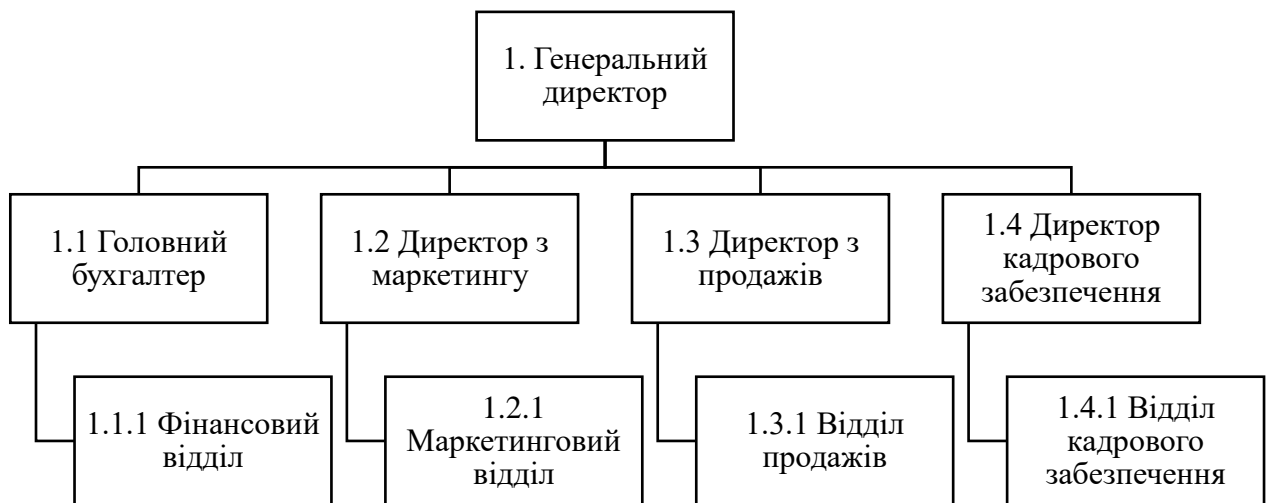 1. Генеральний
директор
1.1 Головний
бухгалтер
1.2 Директор з
маркетингу
1.3 Директор з
продажів
1.4 Директор
кадрового
забезпечення
1.1.1 Фінансовий
відділ
1.2.1
Маркетинговий
відділ
1.3.1 Відділ
продажів
1.4.1 Відділ
кадрового
забезпечення